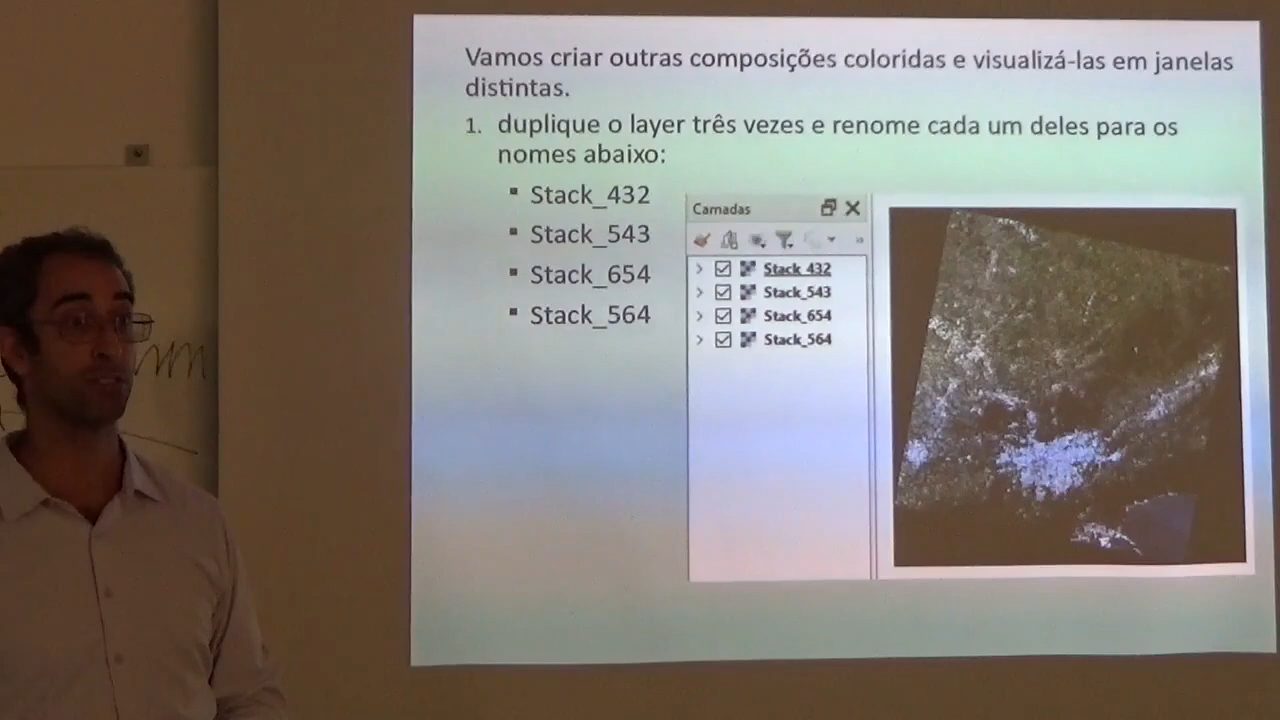 Vamos criar outras composições coloridas e visualizá-las em janelas
distintas.
1. duplique o layer três vezes e renome cada um deles para os
nomes abaixo:
▪ Stack_432
▪ Stack_543
▪ Stack_654
▪ Stack_564
Camadas
Stack_432
Stack_543
Stack_654
Stack_564